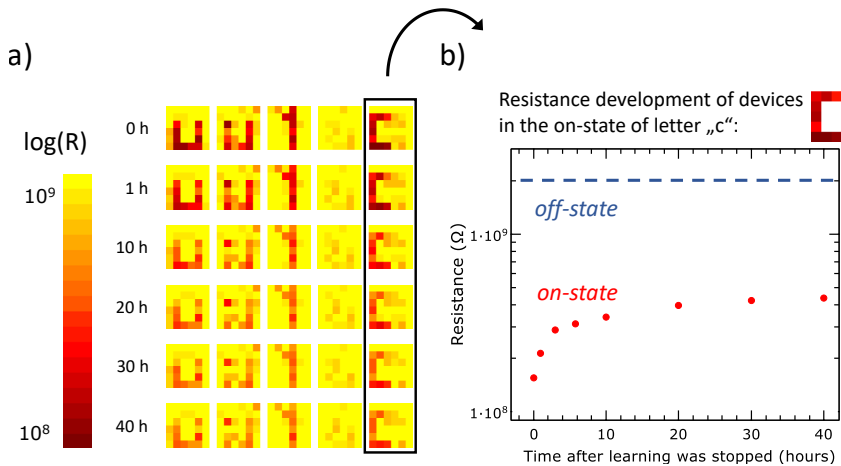 a)
log(R)
10⁹
10⁸
0 h
1 h
10 h
20 h
30 h
40 h
b)
Resistance development of devices
in the on-state of letter „c“:
Resistance (Ω)
1·10⁹
1·10⁸
off-state
on-state
0 10 20 30 40
Time after learning was stopped (hours)